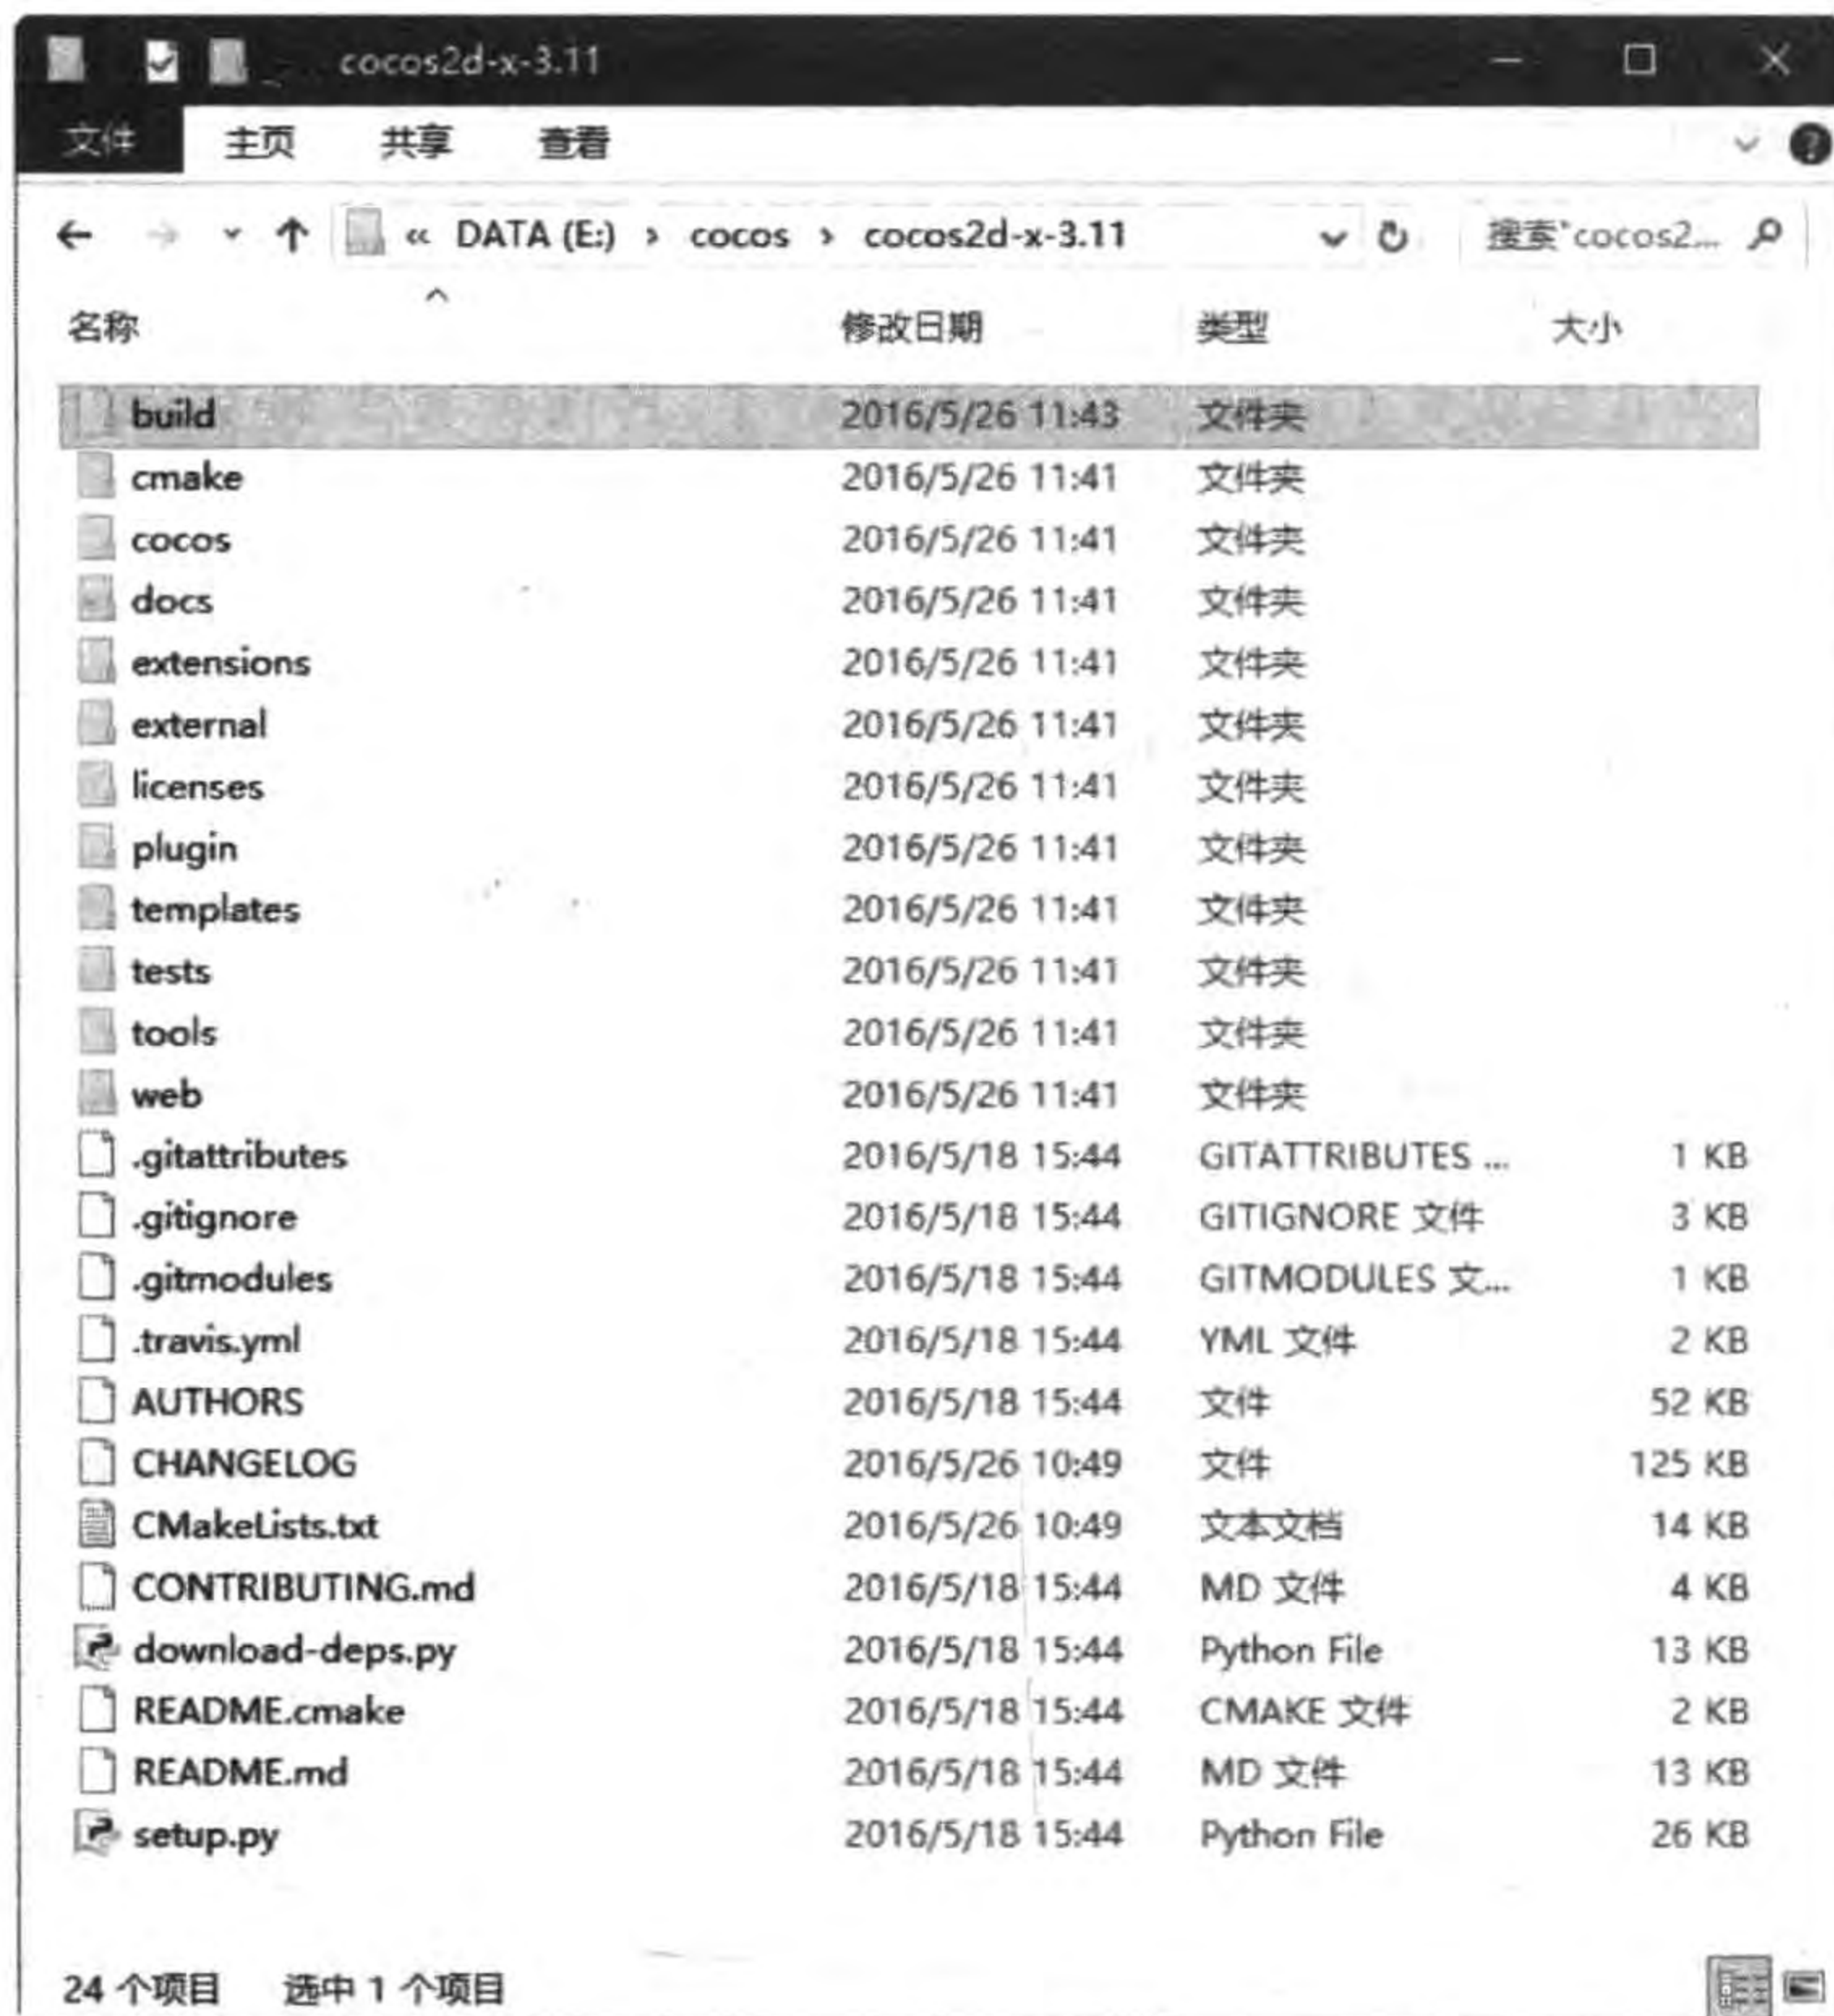 cocos2d-x-3.11
文件 主页 共享 查看
« DATA (E:) › cocos › cocos2d-x-3.11 搜索"cocos2...
名称 修改日期 类型 大小
build 2016/5/26 11:43 文件夹
cmake 2016/5/26 11:41 文件夹
cocos 2016/5/26 11:41 文件夹
docs 2016/5/26 11:41 文件夹
extensions 2016/5/26 11:41 文件夹
external 2016/5/26 11:41 文件夹
licenses 2016/5/26 11:41 文件夹
plugin 2016/5/26 11:41 文件夹
templates 2016/5/26 11:41 文件夹
tests 2016/5/26 11:41 文件夹
tools 2016/5/26 11:41 文件夹
web 2016/5/26 11:41 文件夹
.gitattributes 2016/5/18 15:44 GITATTRIBUTES ... 1 KB
.gitignore 2016/5/18 15:44 GITIGNORE 文件 3 KB
.gitmodules 2016/5/18 15:44 GITMODULES 文... 1 KB
.travis.yml 2016/5/18 15:44 YML 文件 2 KB
AUTHORS 2016/5/18 15:44 文件 52 KB
CHANGELOG 2016/5/26 10:49 文件 125 KB
CMakeLists.txt 2016/5/26 10:49 文本文档 14 KB
CONTRIBUTING.md 2016/5/18 15:44 MD 文件 4 KB
download-deps.py 2016/5/18 15:44 Python File 13 KB
README.cmake 2016/5/18 15:44 CMAKE 文件 2 KB
README.md 2016/5/18 15:44 MD 文件 13 KB
setup.py 2016/5/18 15:44 Python File 26 KB
24 个项目 选中 1 个项目